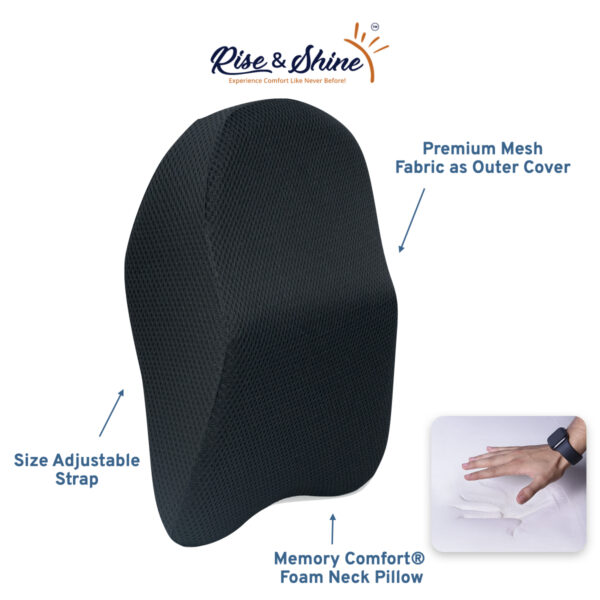 Rise & Shine
TM
Experience Comfort Like Never Before!
Premium Mesh
Fabric as Outer Cover
Size Adjustable
Strap
Memory Comfort®
Foam Neck Pillow